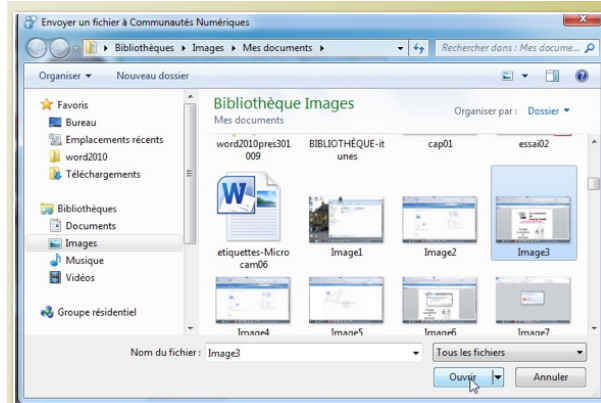 Envoyer un fichier à Communautés Numériques
Bibliothèques Images Mes documents
Rechercher dans : Mes docume...
Organiser Nouveau dossier
Favoris
Bureau
Emplacements récents
word2010
Téléchargements
Bibliothèques
Documents
Images
Musique
Vidéos
Groupe résidentiel
Bibliothèque Images
Mes documents
Organiser par : Dossier
word2010pres301 BIBLIOTHÈQUE-it cap01 essai02
009 unes
etiquettes-Micro Image1 Image2 Image3
cam06
Image4 Image5 Image6 Image7
Nom du fichier : Image3 Tous les fichiers
Ouvrir Annuler